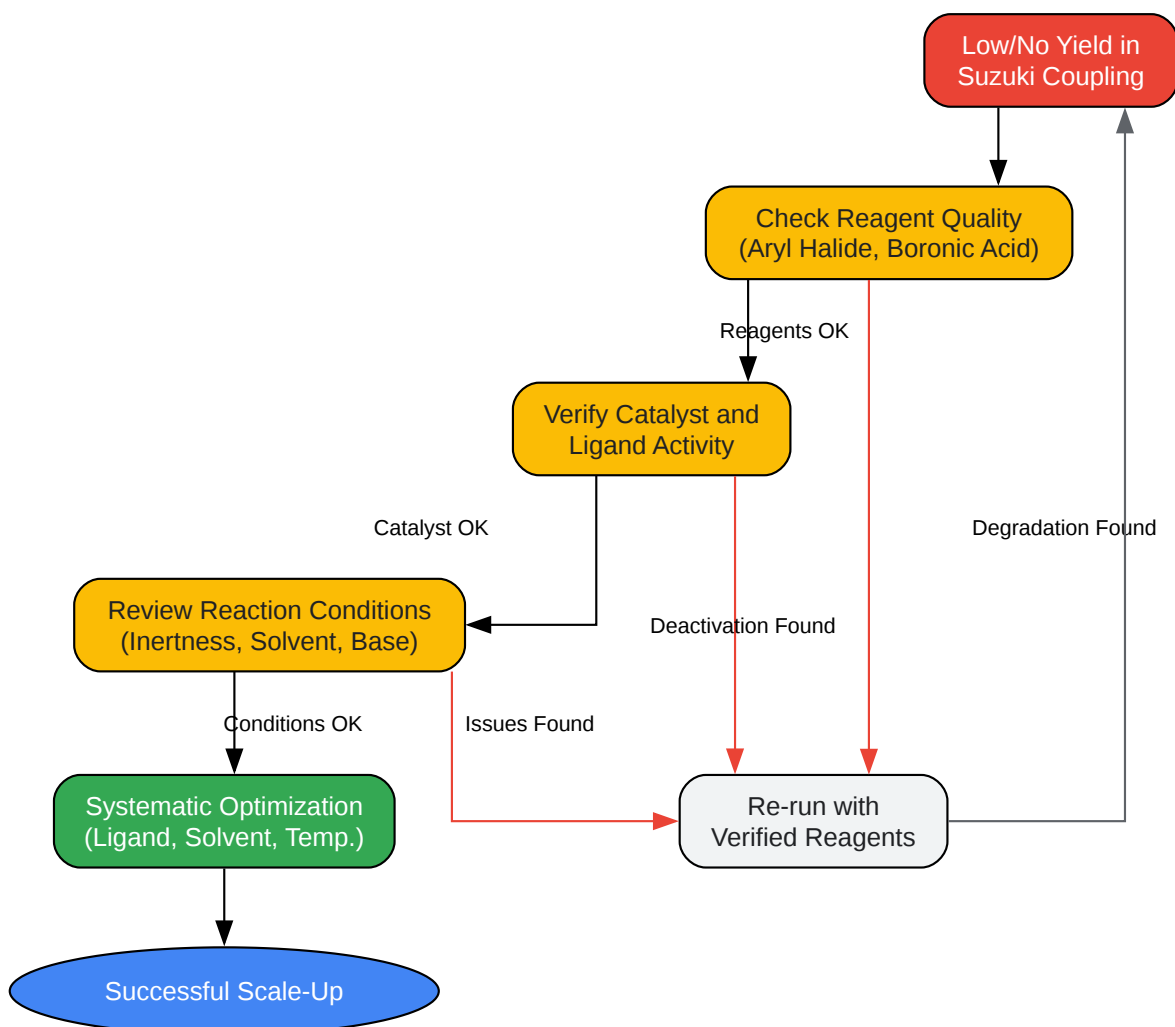 Low/No Yield in
Suzuki Coupling
Check Reagent Quality
(Aryl Halide, Boronic Acid)
Reagents OK
Verify Catalyst and
Ligand Activity
Catalyst OK
Degradation Found
Review Reaction Conditions
(Inertness, Solvent, Base)
Deactivation Found
Conditions OK
Issues Found
Systematic Optimization
(Ligand, Solvent, Temp.)
Re-run with
Verified Reagents
Successful Scale-Up